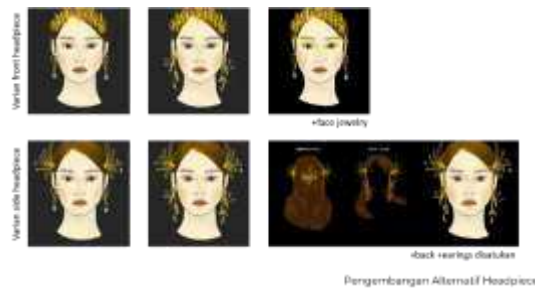 Varian front headpiece
+face jewelry
Varian side headpiece
+back +earings disatukan
Pengembangan Alternatif Headpiece